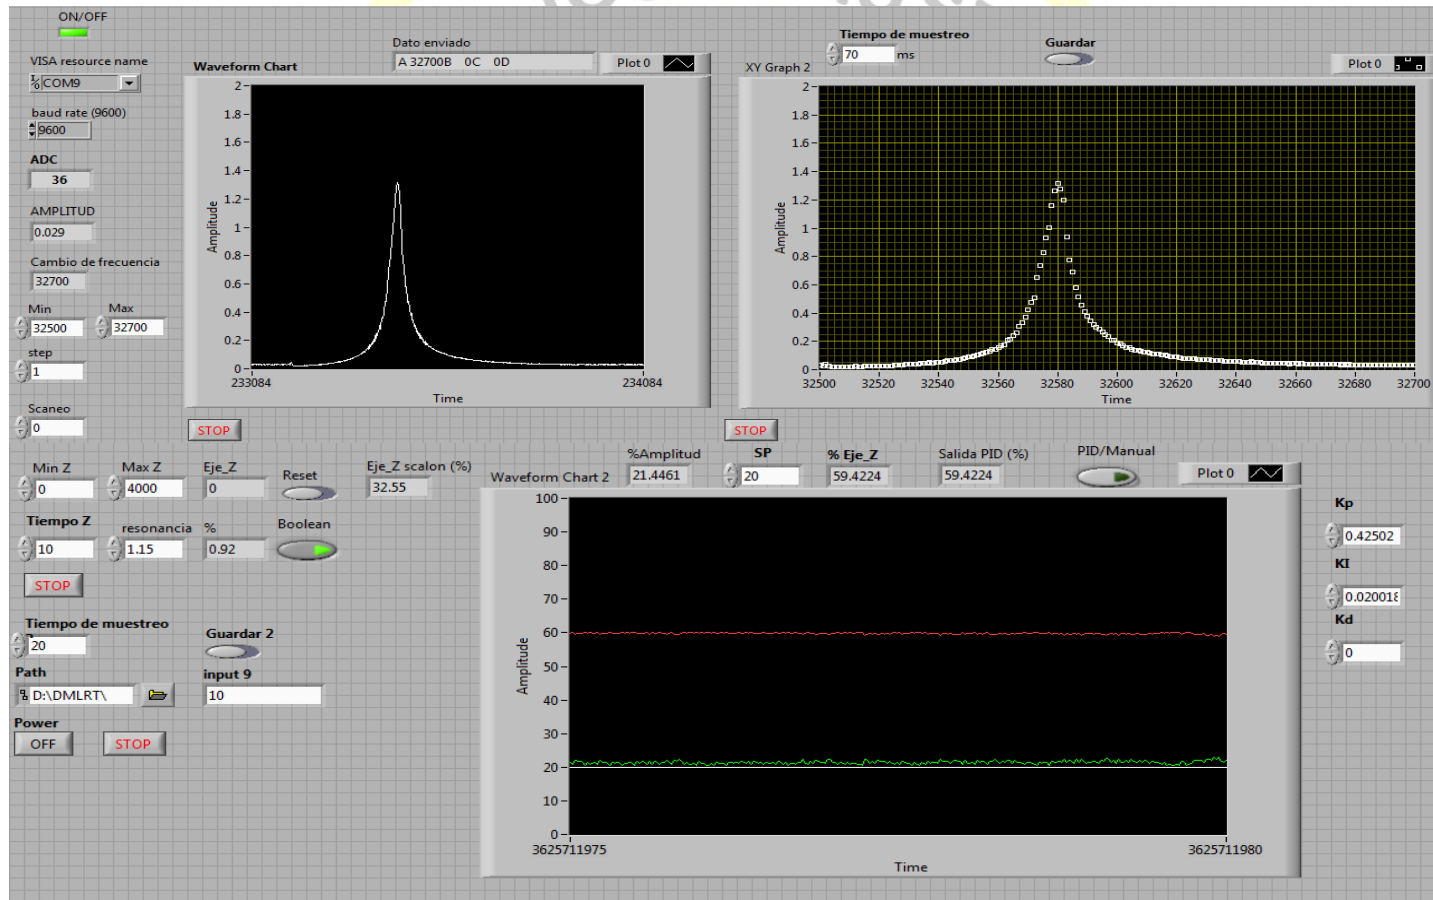 ON/OFF
VISA resource name
COM9
baud rate (9600)
9600
ADC
36
AMPLITUD
0.029
Cambio de frecuencia
32700
Min Max
32500 32700
step
1
Scaneo
0
Dato enviado
A 32700B 0C 0D
Waveform Chart
Plot 0
2
1.8
1.6
1.4
1.2
1
0.8
0.6
0.4
0.2
0
Amplitude
233084 234084
Time
STOP
Tiempo de muestreo
70 ms
Guardar
XY Graph 2
Plot 0
2
1.8
1.6
1.4
1.2
1
0.8
0.6
0.4
0.2
0
Amplitude
32500 32520 32540 32560 32580 32600 32620 32640 32660 32680 32700
Time
STOP
Min Z Max Z Eje_Z Reset Eje_Z scalon (%)
0 4000 0 32.55
Tiempo Z resonancia % Boolean
10 1.15 0.92
STOP
Tiempo de muestreo
20
Guardar 2
Path
D:\DMLRT\
input 9
10
Power
OFF STOP
Waveform Chart 2
%Amplitud SP % Eje_Z Salida PID (%) PID/Manual
21.4461 20 59.4224 59.4224
Plot 0
100
90
80
70
60
50
40
30
20
10
0
Amplitude
3625711975 3625711980
Time
Kp
0.42502
KI
0.020018
Kd
0